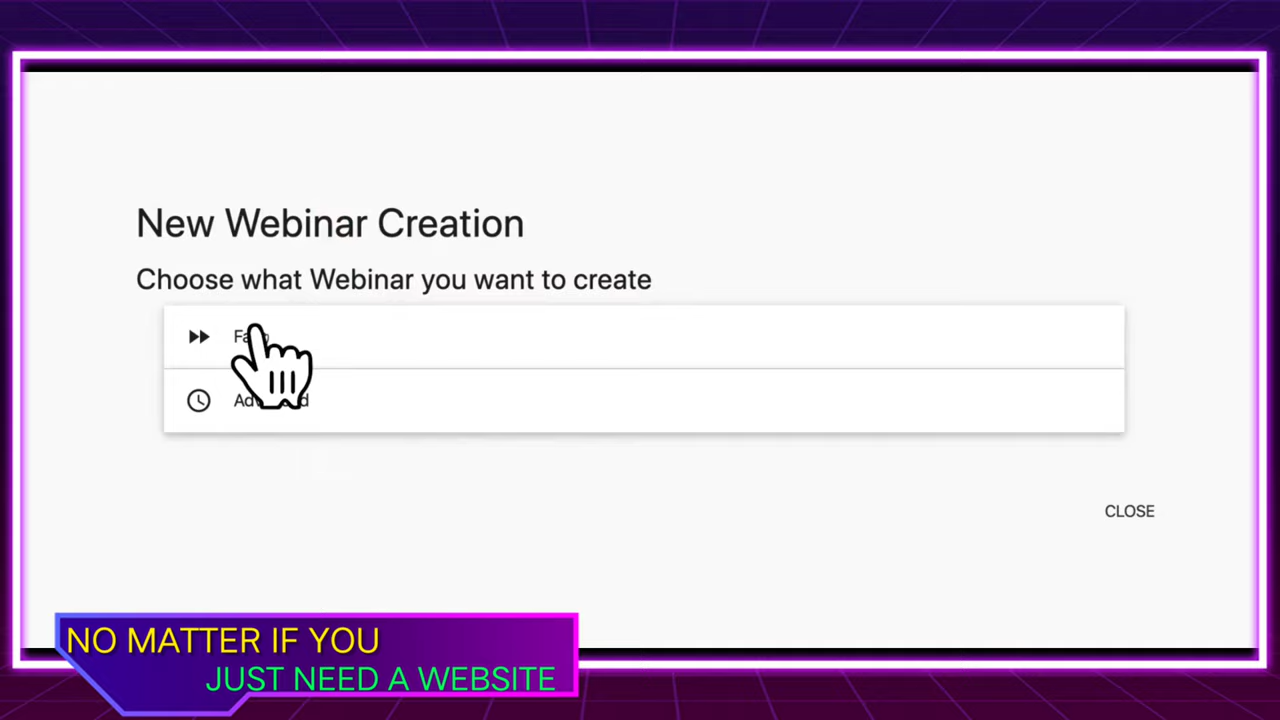 New Webinar Creation
Choose what Webinar you want to create
CLOSE
NO MATTER IF YOU
JUST NEED A WEBSITE